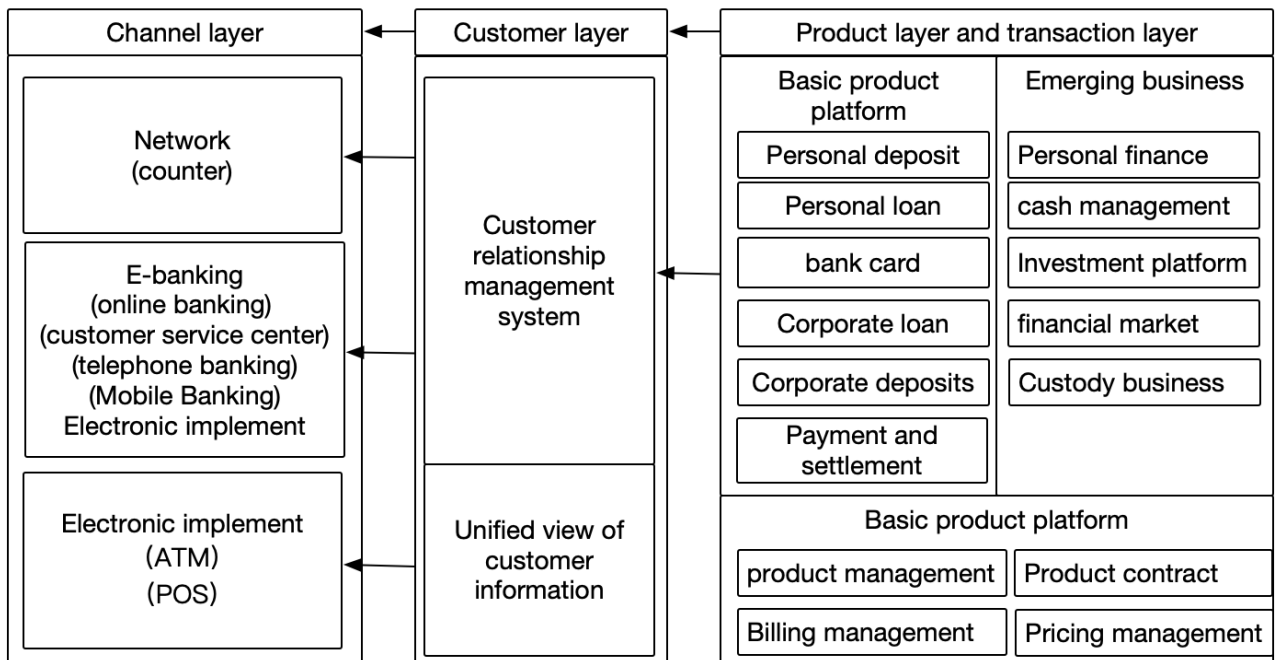 Channel layer
Customer layer
Product layer and transaction layer
Network
(counter)
E-banking
(online banking)
(customer service center)
(telephone banking)
(Mobile Banking)
Electronic implement
Electronic implement
(ATM)
(POS)
Customer
relationship
management
system
Unified view of
customer
information
Basic product
platform
Personal deposit
Personal loan
bank card
Corporate loan
Corporate deposits
Payment and
settlement
Emerging business
Personal finance
cash management
Investment platform
financial market
Custody business
Basic product platform
product management
Product contract
Billing management
Pricing management